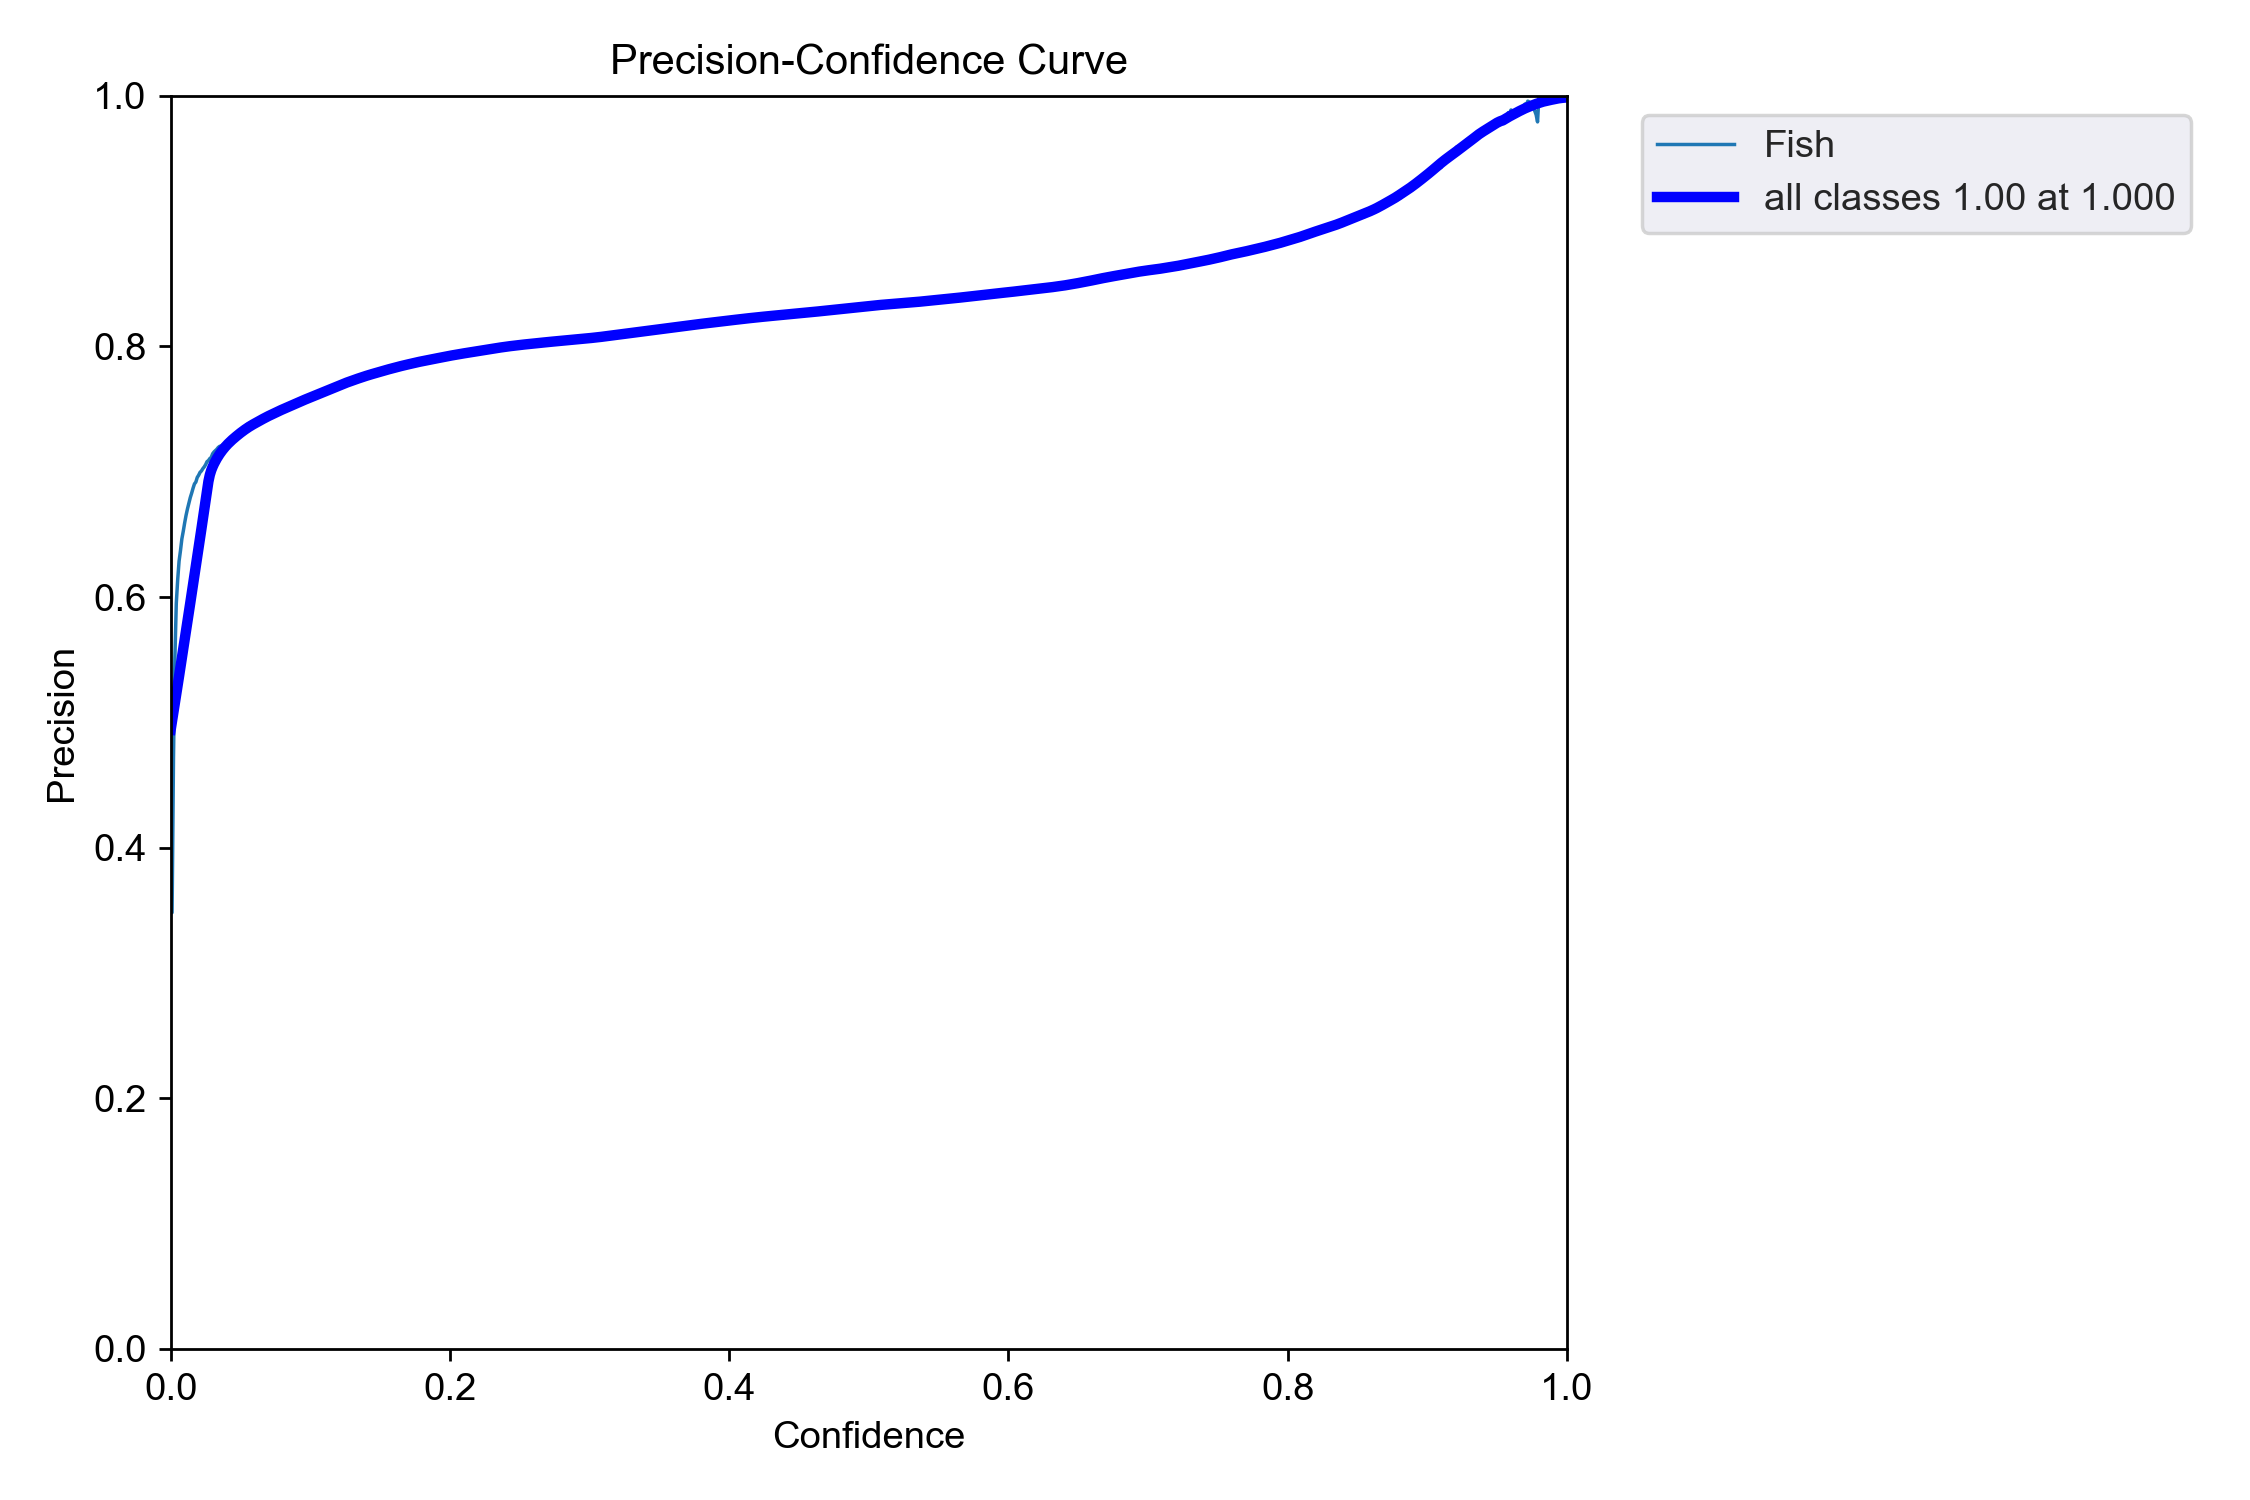 Precision-Confidence Curve
1.0
0.8
0.6
0.4
0.2
0.0
Precision
0.0 0.2 0.4 0.6 0.8 1.0
Confidence
Fish
all classes 1.00 at 1.000